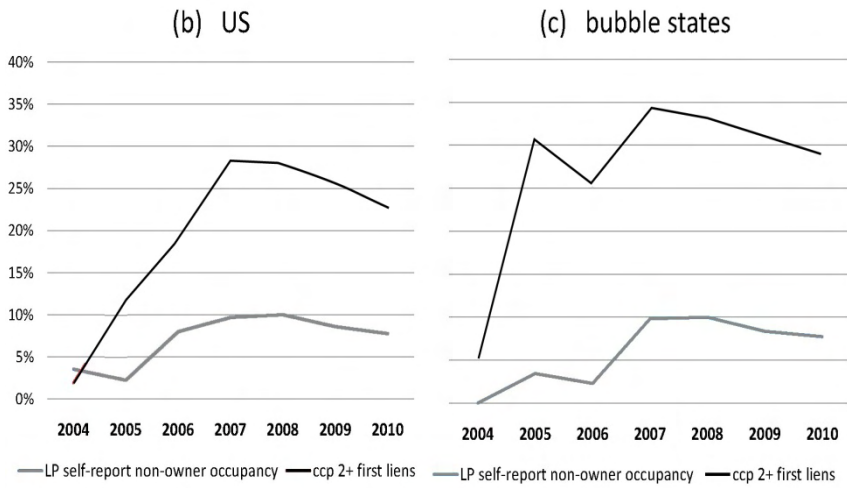 (b) US
(c) bubble states
40%
35%
30%
25%
20%
15%
10%
5%
0%
2004 2005 2006 2007 2008 2009 2010
2004 2005 2006 2007 2008 2009 2010
LP self-report non-owner occupancy ccp 2+ first liens
LP self-report non-owner occupancy ccp 2+ first liens